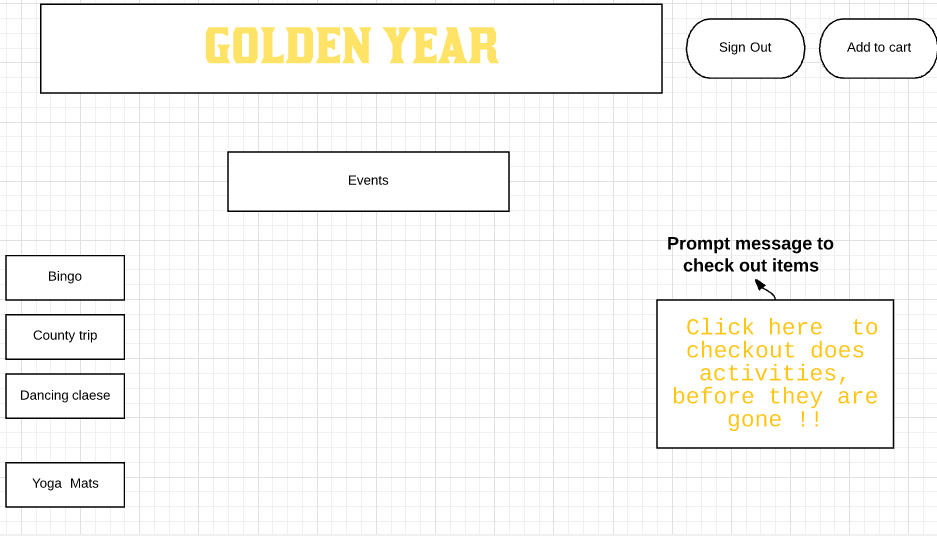 GOLDEN YEAR
Sign Out
Add to cart
Events
Prompt message to
check out items
Bingo
County trip
Dancing claese
Yoga Mats
Click here to
checkout does
activities,
before they are
gone !!